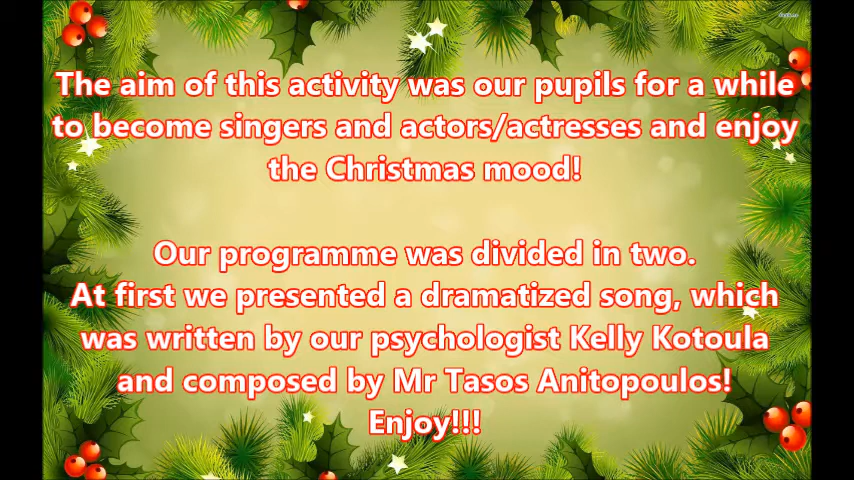 The aim of this activity was our pupils for a while
to become singers and actors/actresses and enjoy
the Christmas mood!
Our programme was divided in two.
At first we presented a dramatized song, which
was written by our psychologist Kelly Kotoula
and composed by Mr Tasos Anitopoulos!
Enjoy!!!